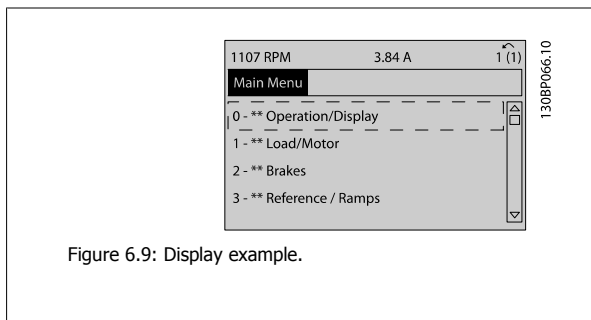 1107 RPM 3.84 A 1 (1)
Main Menu
0 - ** Operation/Display
1 - ** Load/Motor
2 - ** Brakes
3 - ** Reference / Ramps
130BP066.10
Figure 6.9: Display example.